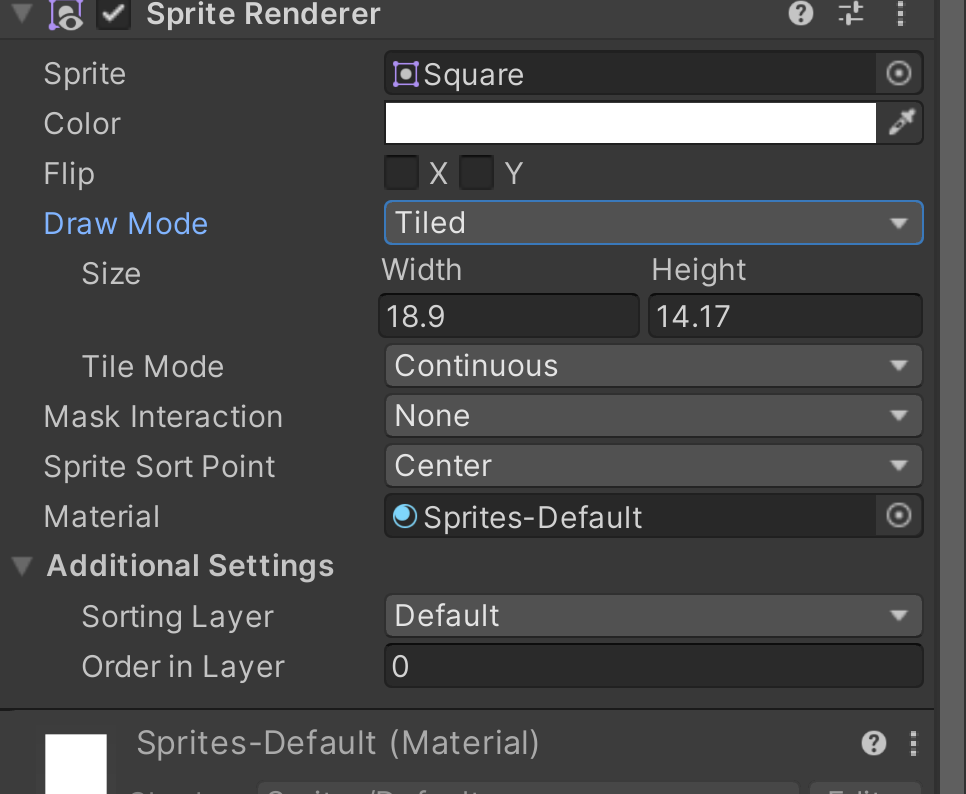 Sprite Renderer
Sprite Square
Color
Flip X Y
Draw Mode Tiled
Size Width Height
18.9 14.17
Tile Mode Continuous
Mask Interaction None
Sprite Sort Point Center
Material Sprites-Default
Additional Settings
Sorting Layer Default
Order in Layer 0
Sprites-Default (Material)